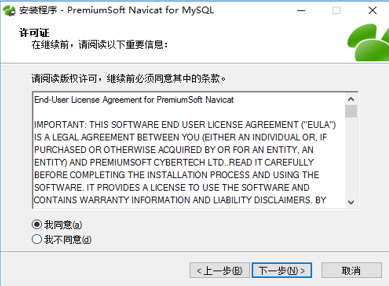 安装程序 - PremiumSoft Navicat for MySQL
许可证
在继续前，请阅读以下重要信息：
请阅读版权许可，继续前必须同意其中的条款。
End-User License Agreement for PremiumSoft Navicat
IMPORTANT: THIS SOFTWARE END USER LICENSE AGREEMENT ("EULA")
IS A LEGAL AGREEMENT BETWEEN YOU (EITHER AN INDIVIDUAL OR, IF
PURCHASED OR OTHERWISE ACQUIRED BY OR FOR AN ENTITY, AN
ENTITY) AND PREMIUMSOFT CYBERTECH LTD..READ IT CAREFULLY
BEFORE COMPLETING THE INSTALLATION PROCESS AND USING THE
SOFTWARE. IT PROVIDES A LICENSE TO USE THE SOFTWARE AND
CONTAINS WARRANTY INFORMATION AND LIABILITY DISCLAIMERS. BY
我同意(a)
我不同意(d)
< 上一步(B) 下一步(N) > 取消